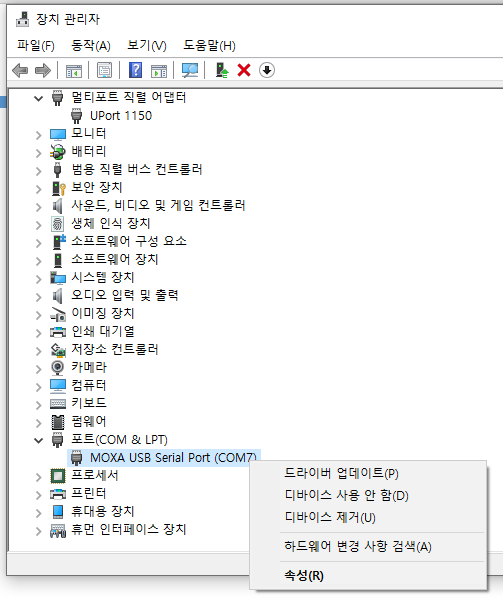 장치 관리자
파일(F) 동작(A) 보기(V) 도움말(H)
멀티포트 직렬 어댑터
UPort 1150
모니터
배터리
범용 직렬 버스 컨트롤러
보안 장치
사운드, 비디오 및 게임 컨트롤러
생체 인식 장치
소프트웨어 구성 요소
소프트웨어 장치
시스템 장치
오디오 입력 및 출력
이미징 장치
인쇄 대기열
저장소 컨트롤러
카메라
컴퓨터
키보드
펌웨어
포트(COM & LPT)
MOXA USB Serial Port (COM7)
프로세서
프린터
휴대용 장치
휴먼 인터페이스 장치
드라이버 업데이트(P)
디바이스 사용 안 함(D)
디바이스 제거(U)
하드웨어 변경 사항 검색(A)
속성(R)